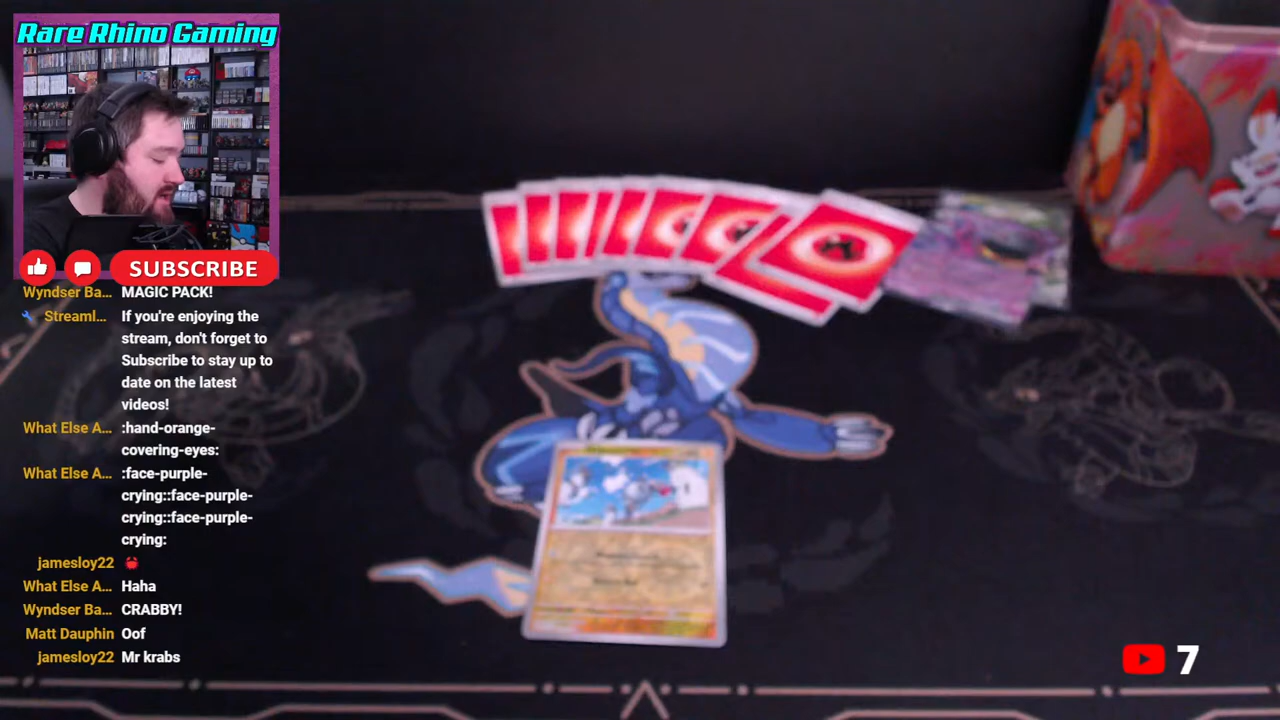 Rare Rhino Gaming
SUBSCRIBE
Wyndser Ba... MAGIC PACK!
Streaml... If you're enjoying the
stream, don't forget to
Subscribe to stay up to
date on the latest
videos!
What Else A... :hand-orange-
covering-eyes:
What Else A... :face-purple-
crying::face-purple-
crying::face-purple-
crying:
jamesloy22
What Else A... Haha
Wyndser Ba... CRABBY!
Matt Dauphin Oof
jamesloy22 Mr krabs
7